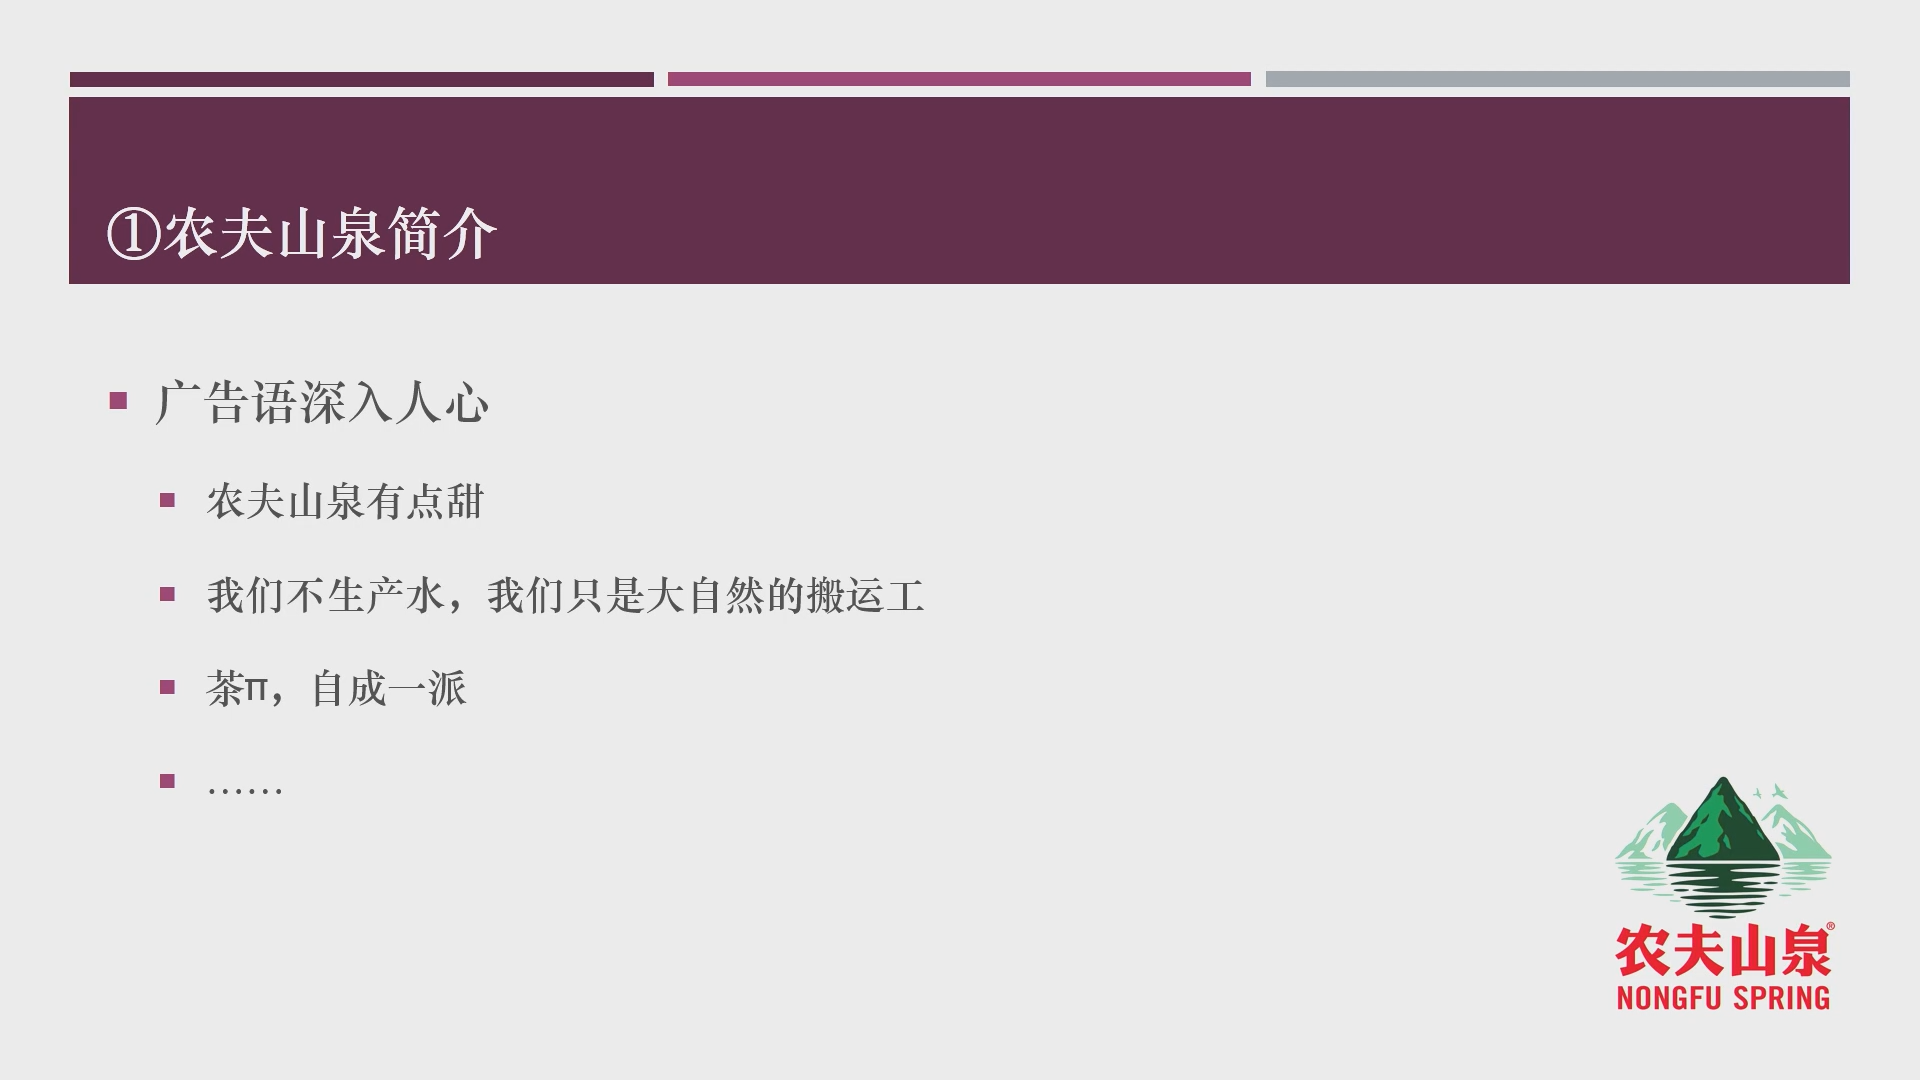 ①农夫山泉简介
广告语深入人心
农夫山泉有点甜
我们不生产水，我们只是大自然的搬运工
茶π，自成一派
……
农夫山泉®
NONGFU SPRING